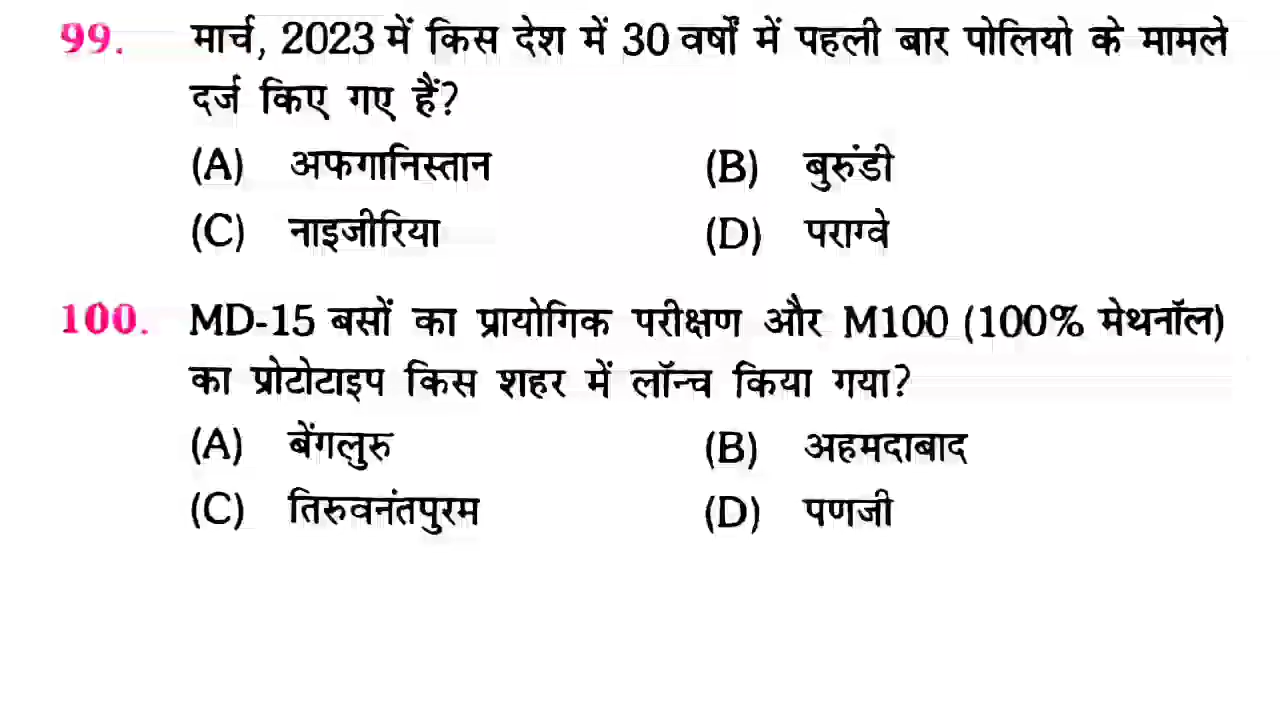 99. मार्च, 2023 में किस देश में 30 वर्षों में पहली बार पोलियो के मामले
दर्ज किए गए हैं?
(A) अफगानिस्तान (B) बुरुंडी
(C) नाइजीरिया (D) पराग्वे
100. MD-15 बसों का प्रायोगिक परीक्षण और M100 (100% मेथनॉल)
का प्रोटोटाइप किस शहर में लॉन्च किया गया?
(A) बेंगलुरु (B) अहमदाबाद
(C) तिरुवनंतपुरम (D) पणजी